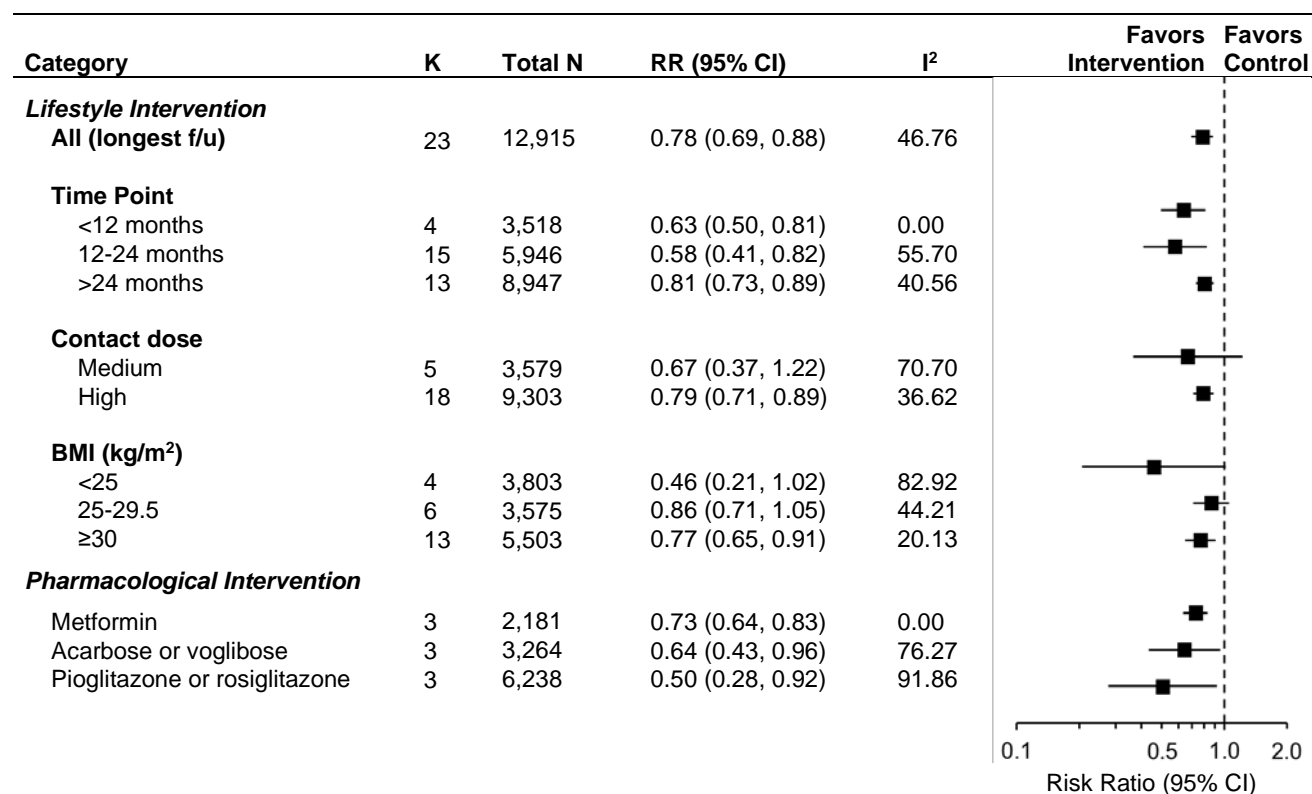 Favors Favors
Category K Total N RR (95% CI) I² Intervention Control
Lifestyle Intervention
All (longest f/u) 23 12,915 0.78 (0.69, 0.88) 46.76
Time Point
<12 months 4 3,518 0.63 (0.50, 0.81) 0.00
12-24 months 15 5,946 0.58 (0.41, 0.82) 55.70
>24 months 13 8,947 0.81 (0.73, 0.89) 40.56
Contact dose
Medium 5 3,579 0.67 (0.37, 1.22) 70.70
High 18 9,303 0.79 (0.71, 0.89) 36.62
BMI (kg/m²)
<25 4 3,803 0.46 (0.21, 1.02) 82.92
25-29.5 6 3,575 0.86 (0.71, 1.05) 44.21
≥30 13 5,503 0.77 (0.65, 0.91) 20.13
Pharmacological Intervention
Metformin 3 2,181 0.73 (0.64, 0.83) 0.00
Acarbose or voglibose 3 3,264 0.64 (0.43, 0.96) 76.27
Pioglitazone or rosiglitazone 3 6,238 0.50 (0.28, 0.92) 91.86
0.1 0.5 1.0 2.0
Risk Ratio (95% CI)